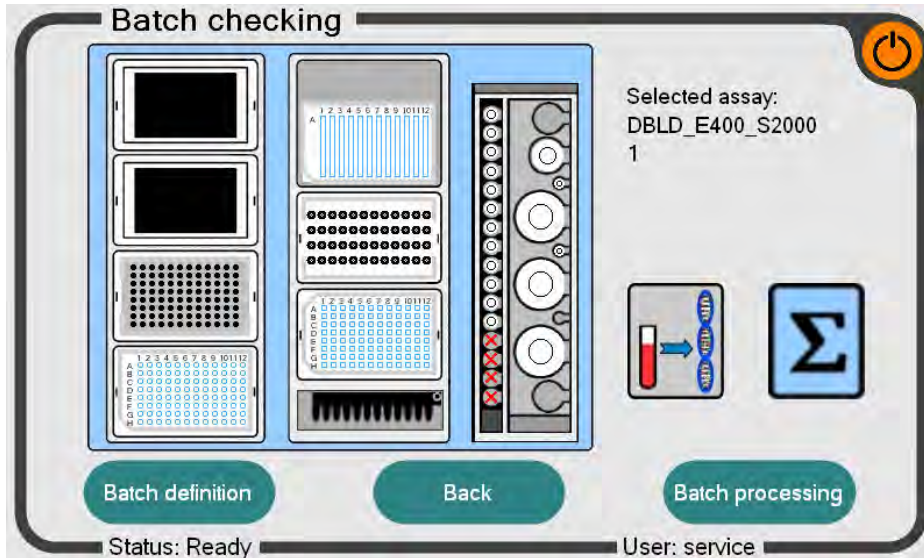 Batch checking
1 2 3 4 5 6 7 8 9 10 11 12
A
1 2 3 4 5 6 7 8 9 10 11 12
A
B
C
D
E
F
G
H
1 2 3 4 5 6 7 8 9 10 11 12
A
B
C
D
E
F
G
H
Selected assay:
DBLD_E400_S2000
1
Σ
Batch definition
Back
Batch processing
Status: Ready
User: service